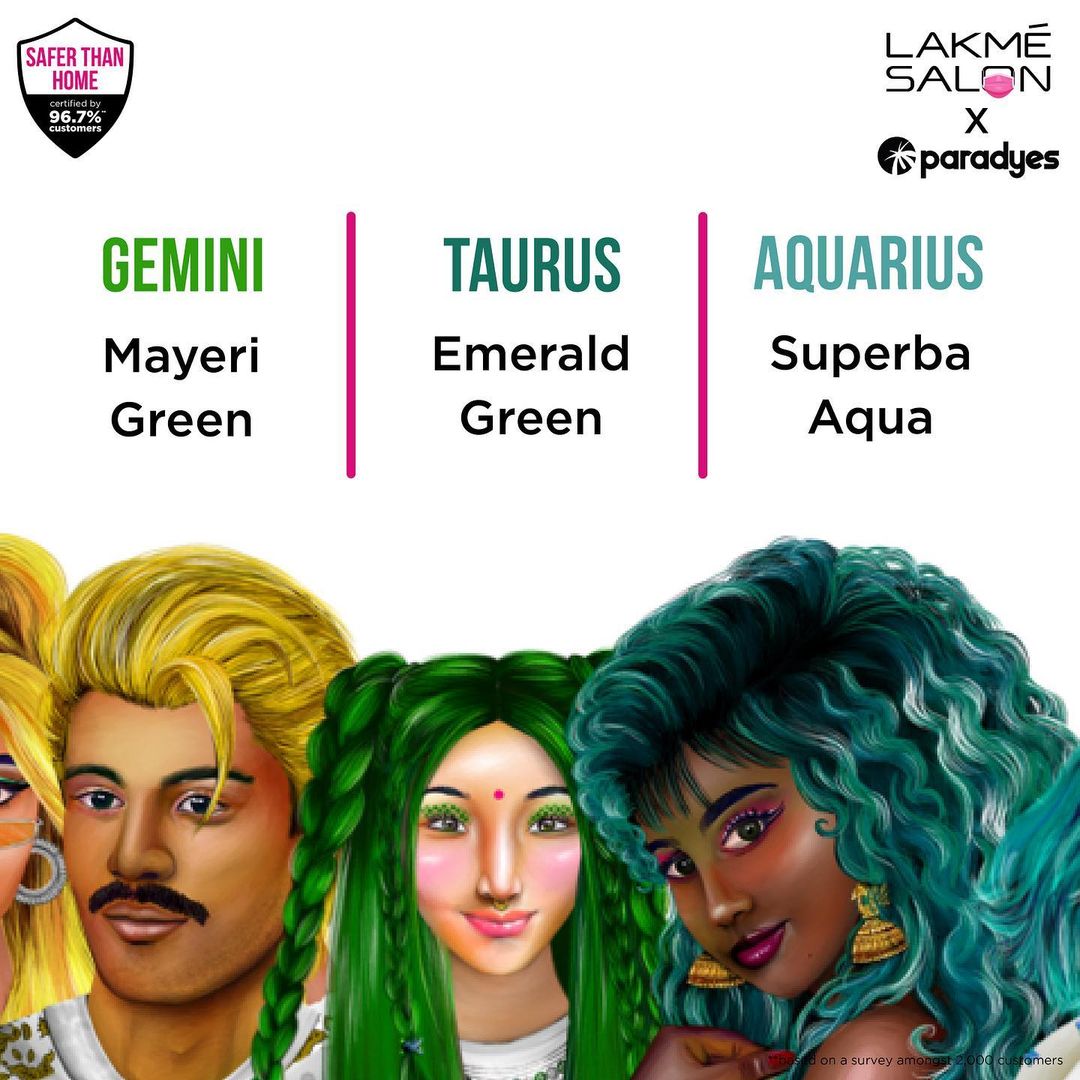 SAFER THAN
HOME
certified by
96.7%**
customers
LAKMÉ
SALON
X
paradyes
GEMINI
Mayeri
Green
TAURUS
Emerald
Green
AQUARIUS
Superba
Aqua
**based on a survey amongst 2,000 customers